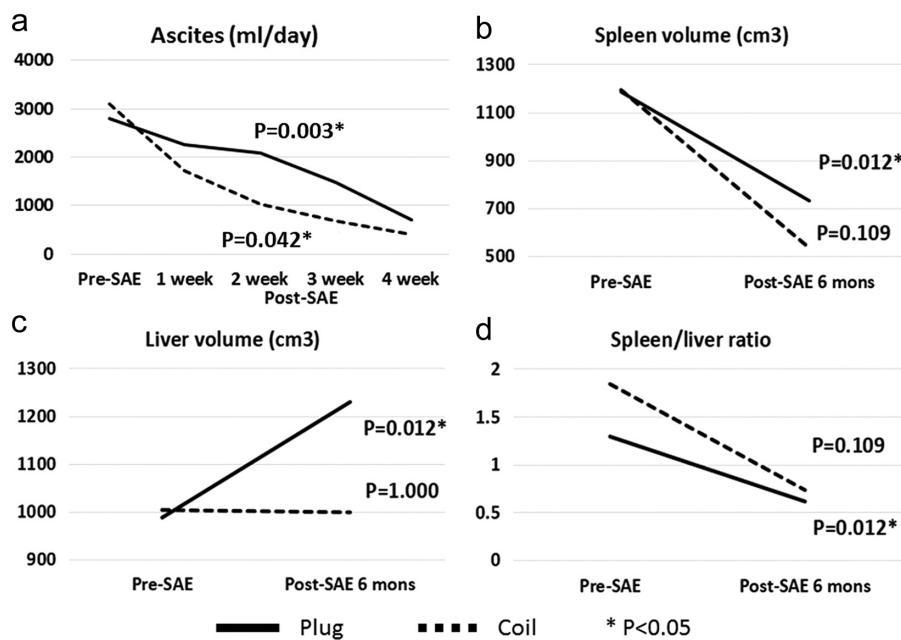 a
Ascites (ml/day)
4000
3000
2000
1000
0
P=0.003*
P=0.042*
Pre-SAE 1 week 2 week 3 week 4 week
Post-SAE
b
Spleen volume (cm3)
1300
1100
900
700
500
P=0.012*
P=0.109
Pre-SAE Post-SAE 6 mons
c
Liver volume (cm3)
1300
1200
1100
1000
900
P=0.012*
P=1.000
Pre-SAE Post-SAE 6 mons
d
Spleen/liver ratio
2
1.5
1
0.5
0
P=0.109
P=0.012*
Pre-SAE Post-SAE 6 mons
Plug Coil * P<0.05